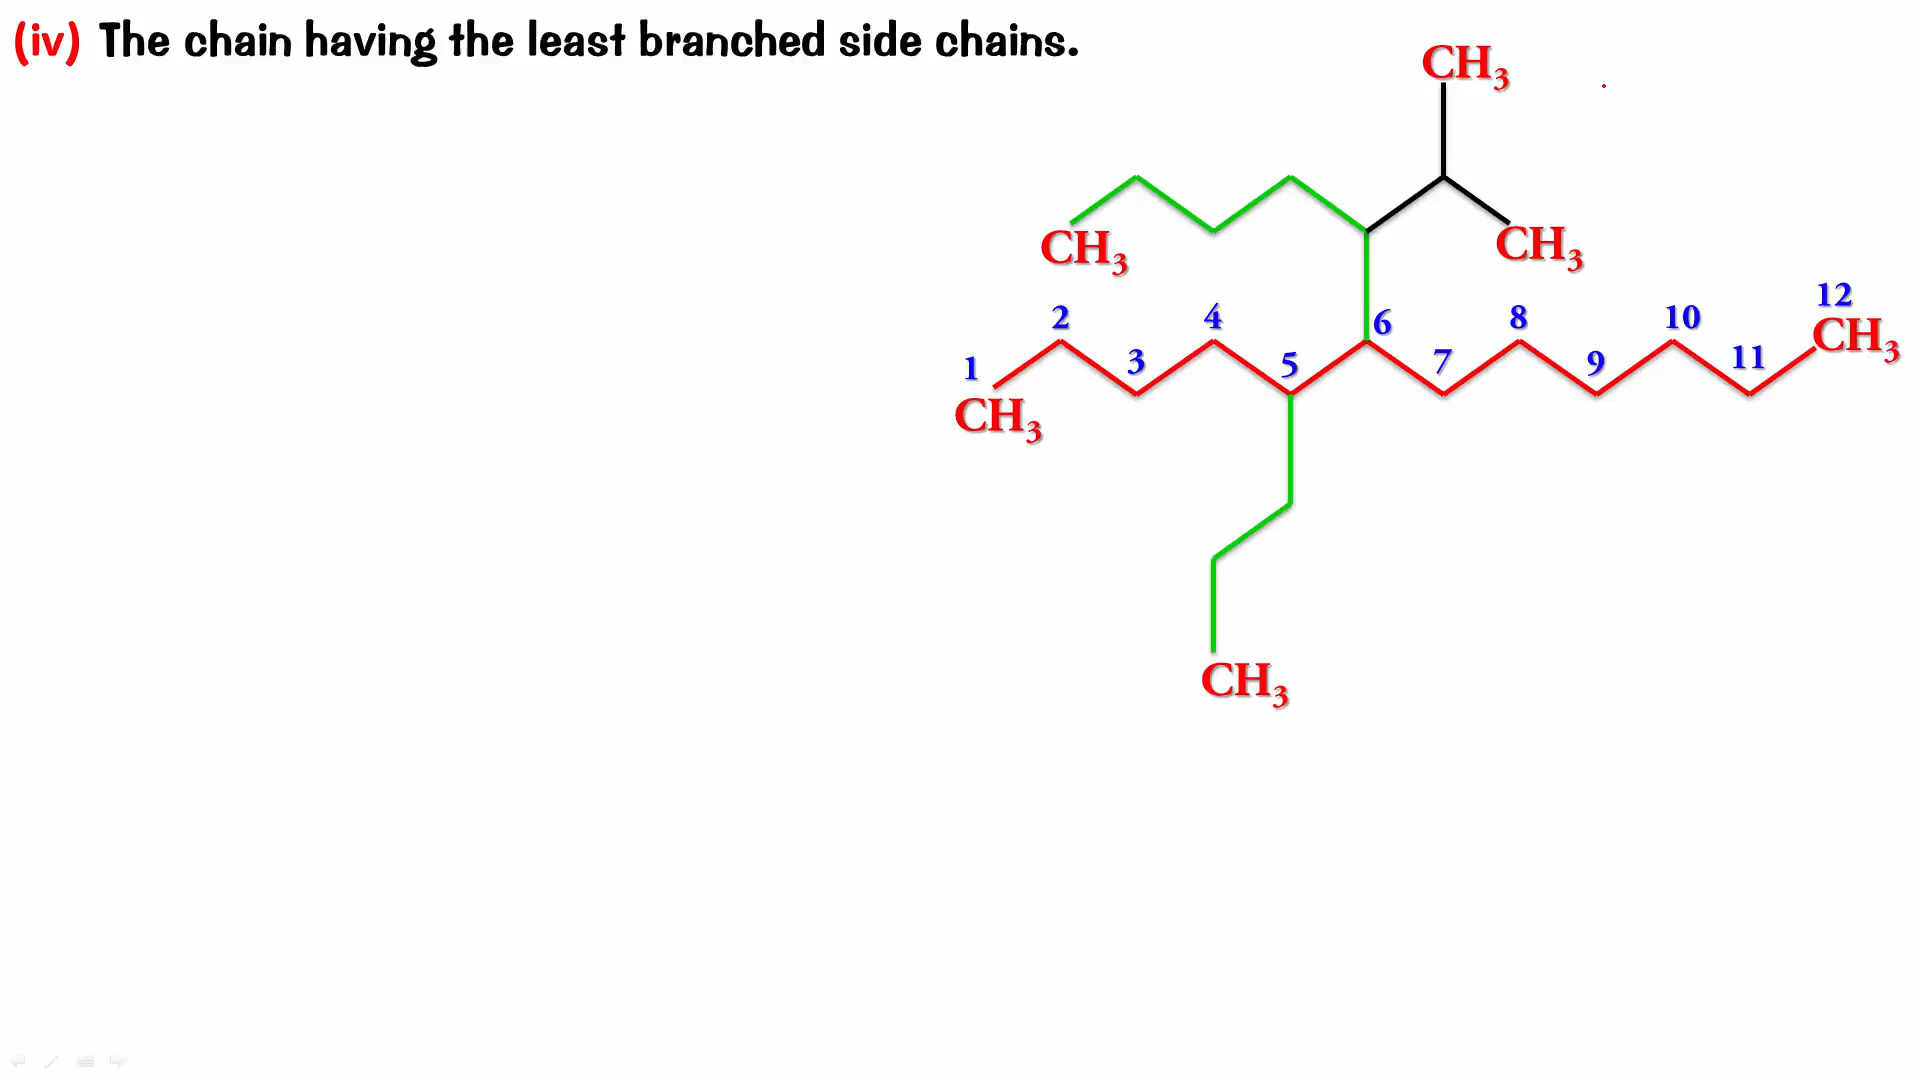 (iv) The chain having the least branched side chains.
CH₃
CH₃
CH₃
12
CH₃
2
4
6
8
10
1
3
5
7
9
11
CH₃
CH₃